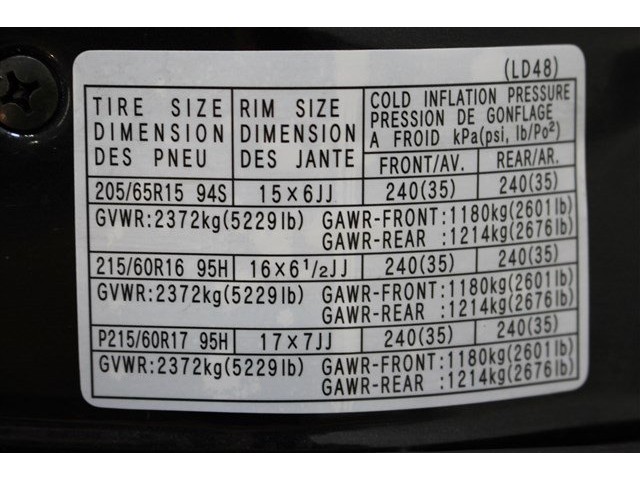 (LD48)
TIRE SIZE
DIMENSION
DES PNEU
RIM SIZE
DIMENSION
DES JANTE
COLD INFLATION PRESSURE
PRESSION DE GONFLAGE
A FROID kPa(psi, lb/Po²)
FRONT/AV. REAR/AR.
205/65R15 94S 15×6JJ 240(35) 240(35)
GVWR:2372kg(5229lb) GAWR-FRONT:1180kg(2601lb)
GAWR-REAR :1214kg(2676lb)
215/60R16 95H 16×6½JJ 240(35) 240(35)
GVWR:2372kg(5229lb) GAWR-FRONT:1180kg(2601lb)
GAWR-REAR :1214kg(2676lb)
P215/60R17 95H 17×7JJ 240(35) 240(35)
GVWR:2372kg(5229lb) GAWR-FRONT:1180kg(2601lb)
GAWR-REAR :1214kg(2676lb)